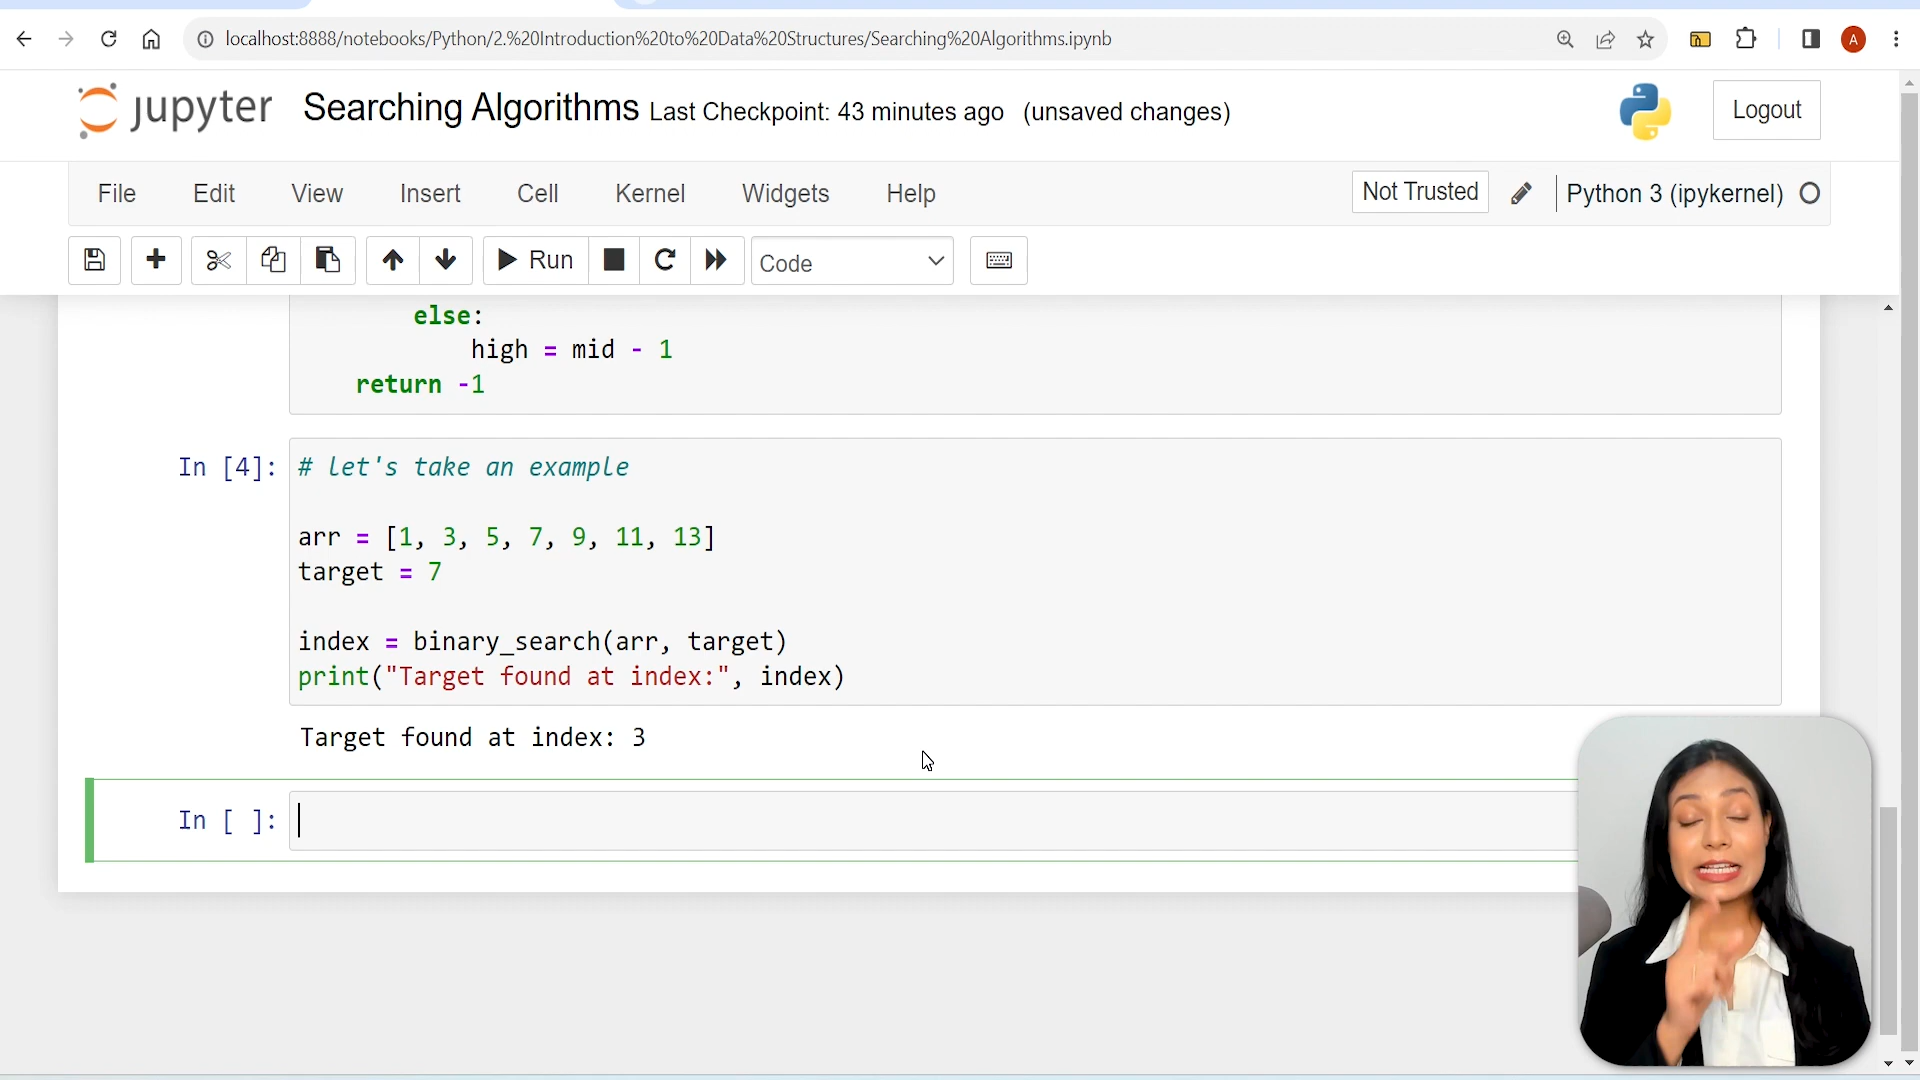 localhost:8888/notebooks/Python/2.%20Introduction%20to%20Data%20Structures/Searching%20Algorithms.ipynb
A
jupyter Searching Algorithms Last Checkpoint: 43 minutes ago (unsaved changes)
Logout
File Edit View Insert Cell Kernel Widgets Help
Not Trusted
Python 3 (ipykernel)
Run
Code
else:
high = mid - 1
return -1
In [4]: # let's take an example
arr = [1, 3, 5, 7, 9, 11, 13]
target = 7
index = binary_search(arr, target)
print("Target found at index:", index)
Target found at index: 3
In [ ]: